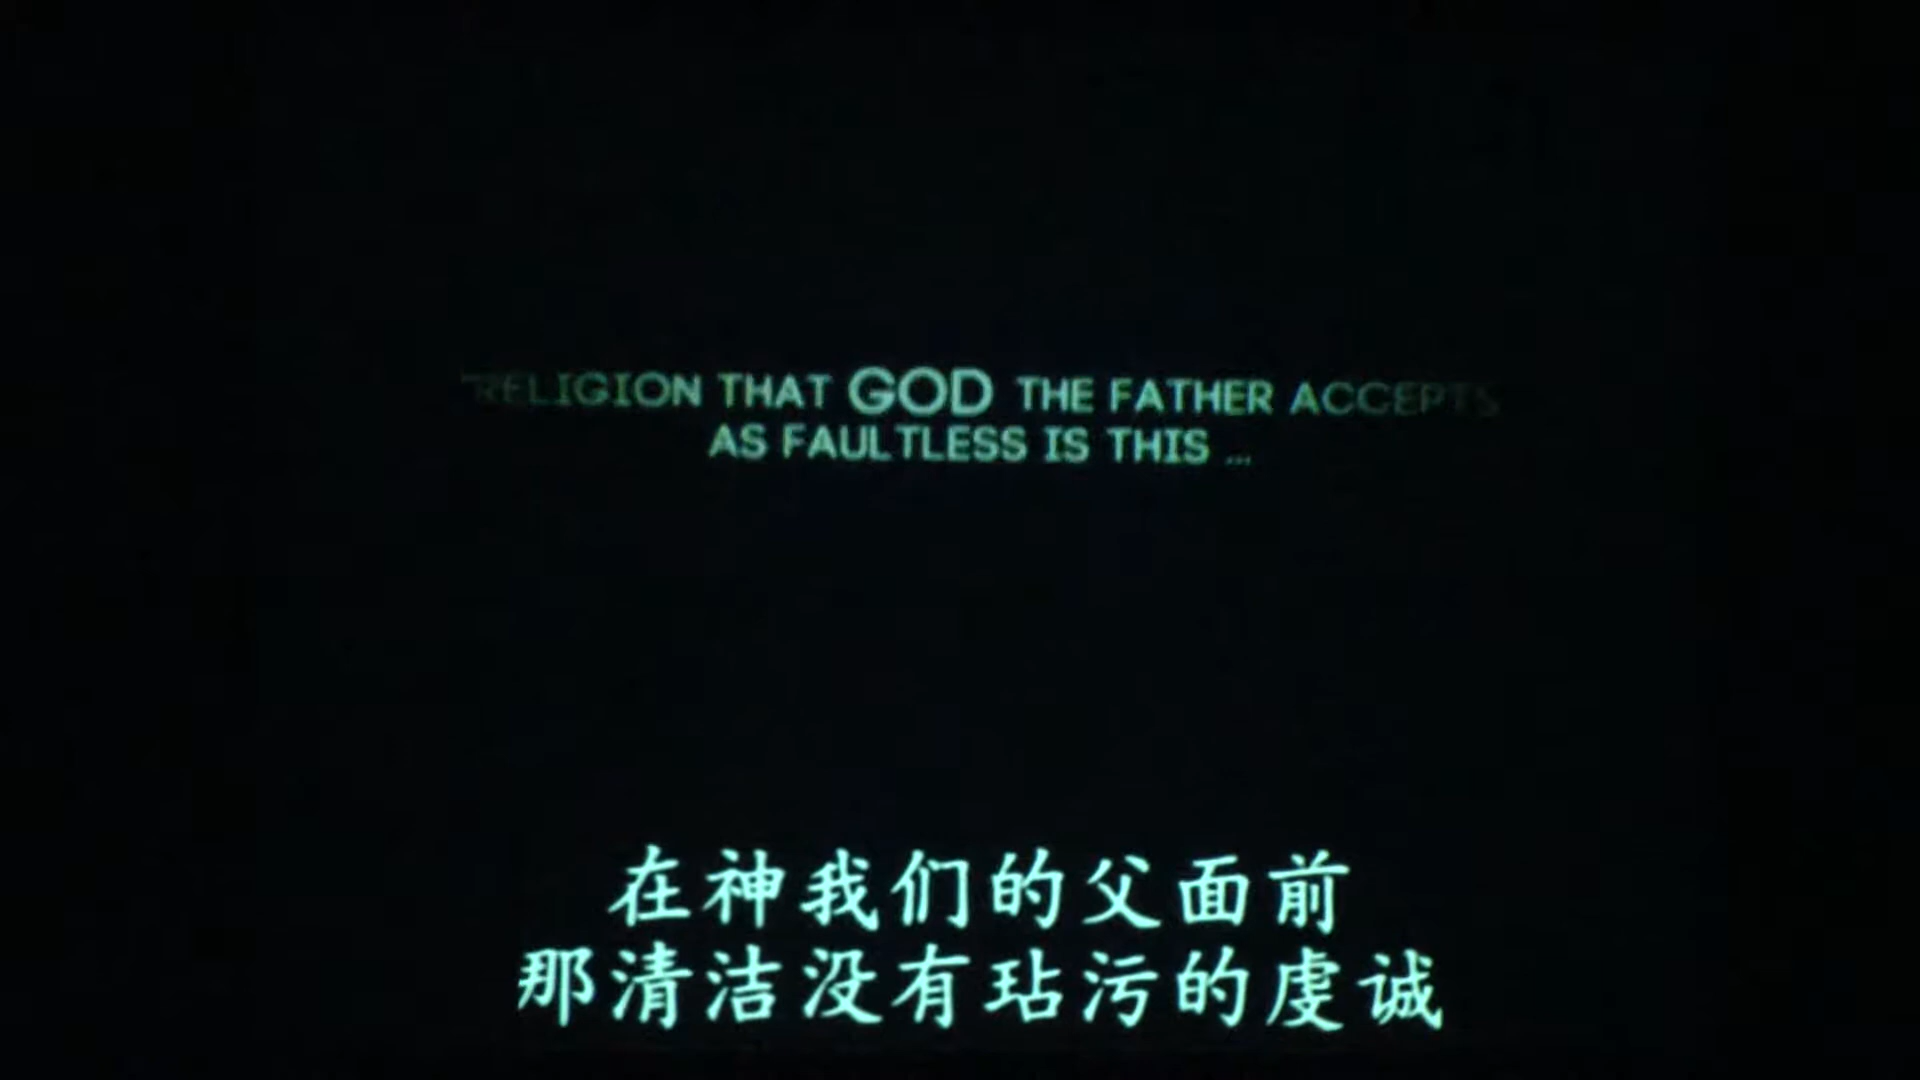 "RELIGION THAT GOD THE FATHER ACCEPTS
AS FAULTLESS IS THIS ...
在神我们的父面前
那清洁没有玷污的虔诚